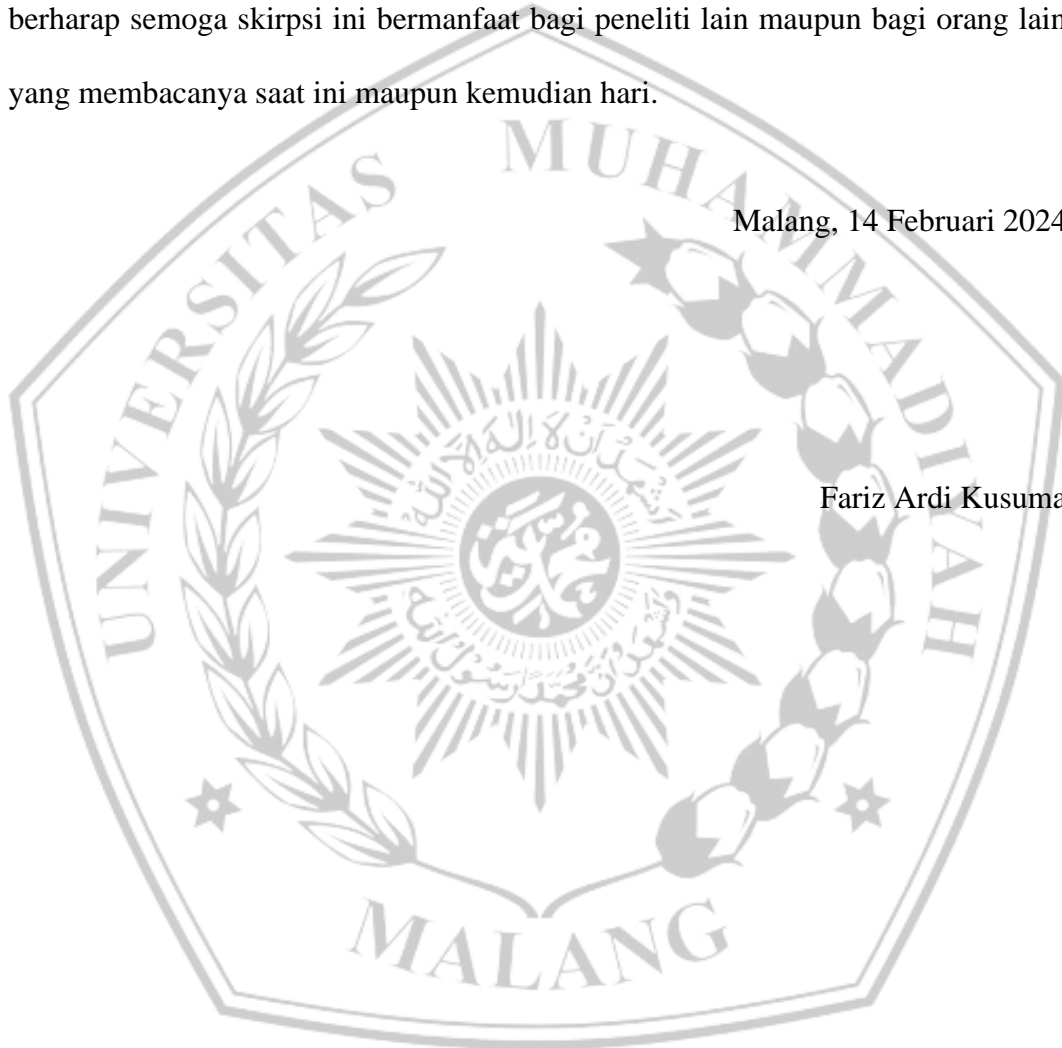 berharap semoga skirpsi ini bermanfaat bagi peneliti lain maupun bagi orang lain
yang membacanya saat ini maupun kemudian hari.
Malang, 14 Februari 2024
Fariz Ardi Kusuma
UNIVERSITAS MUHAMMADIYAH
MALANG